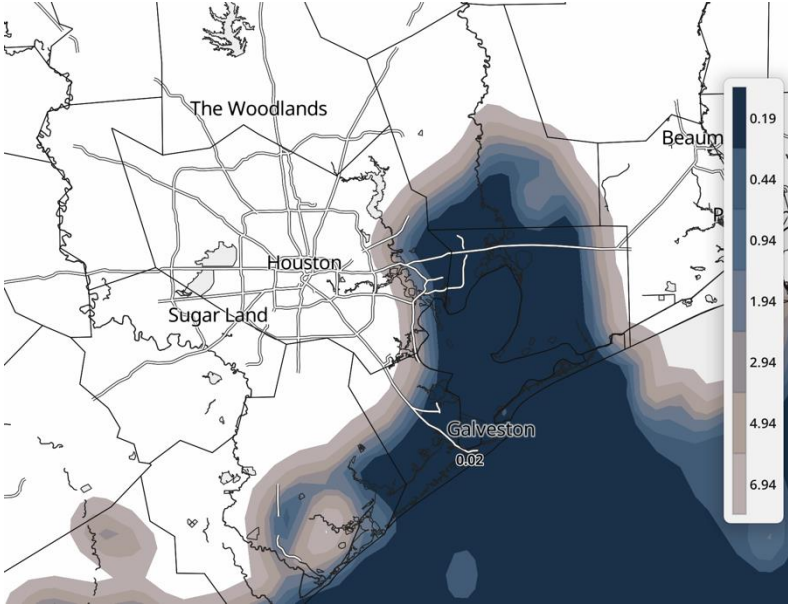 The Woodlands
Beaum
P
Houston
Sugar Land
Galveston
0.02
0.19
0.44
0.94
1.94
2.94
4.94
6.94